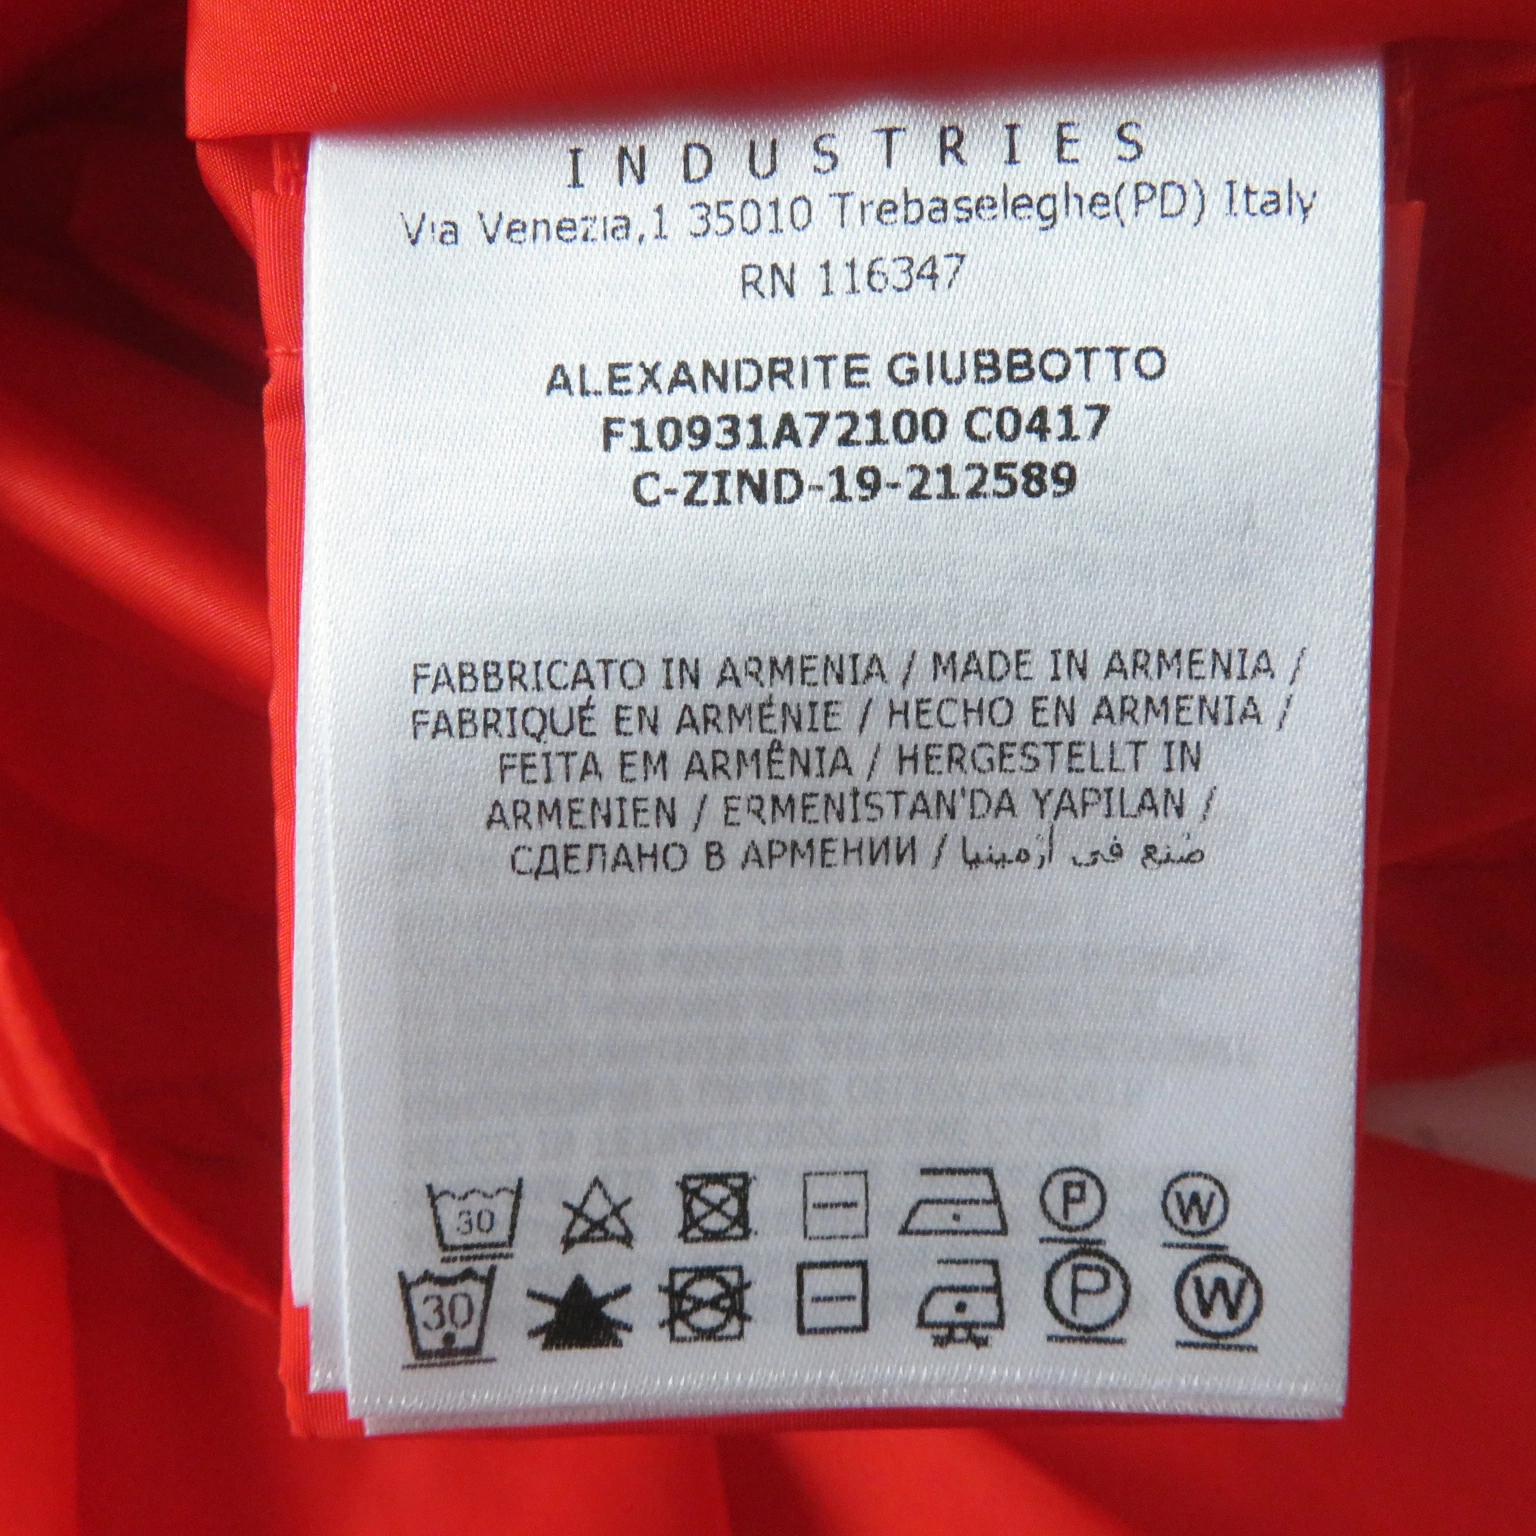 INDUSTRIES
Via Venezia,1 35010 Trebaseleghe(PD) Italy
RN 116347
ALEXANDRITE GIUBBOTTO
F10931A72100 C0417
C-ZIND-19-212589
FABBRICATO IN ARMENIA / MADE IN ARMENIA /
FABRIQUÉ EN ARMÉNIE / HECHO EN ARMENIA /
FEITA EM ARMÊNIA / HERGESTELLT IN
ARMENIEN / ERMENİSTAN'DA YAPILAN /
СДЕЛАНО В АРМЕНИИ / صُنع في أرمينيا
30 P W
30 P W